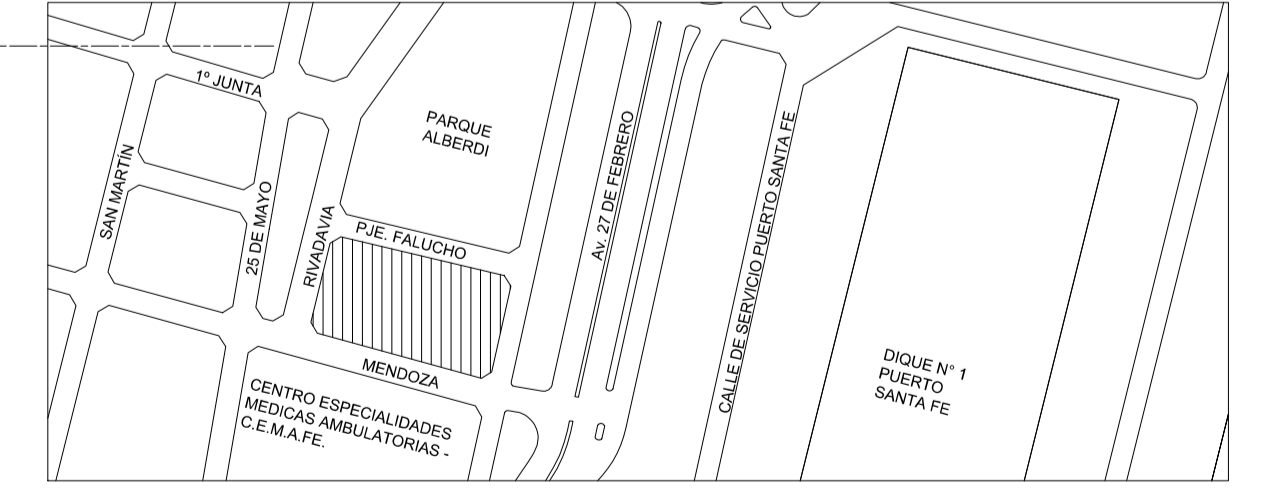 1º JUNTA
SAN MARTÍN
25 DE MAYO
RIVADAVIA
PARQUE
ALBERDI
PJE. FALUCHO
MENDOZA
CENTRO ESPECIALIDADES
MEDICAS AMBULATORIAS -
C.E.M.A.FE.
Av. 27 DE FEBRERO
CALLE DE SERVICIO PUERTO SANTA FE
DIQUE N° 1
PUERTO
SANTA FE